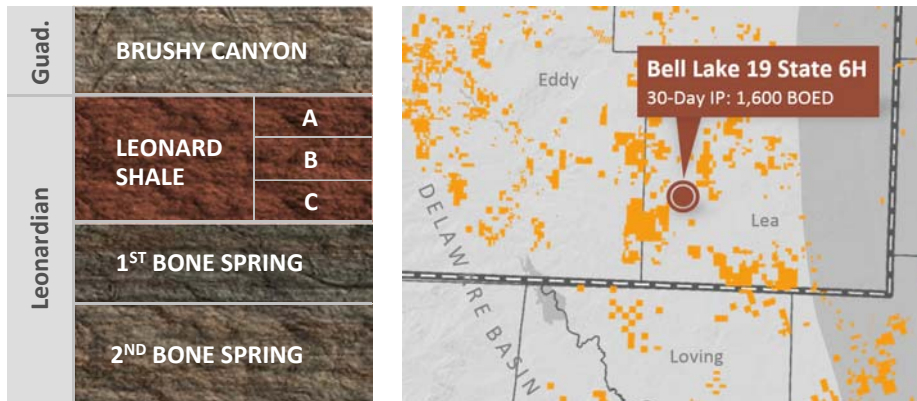 Guad.
BRUSHY CANYON
Leonardian
LEONARD
SHALE
A
B
C
1ST BONE SPRING
2ND BONE SPRING
Eddy
Bell Lake 19 State 6H
30-Day IP: 1,600 BOED
Lea
DELAWARE BASIN
Loving